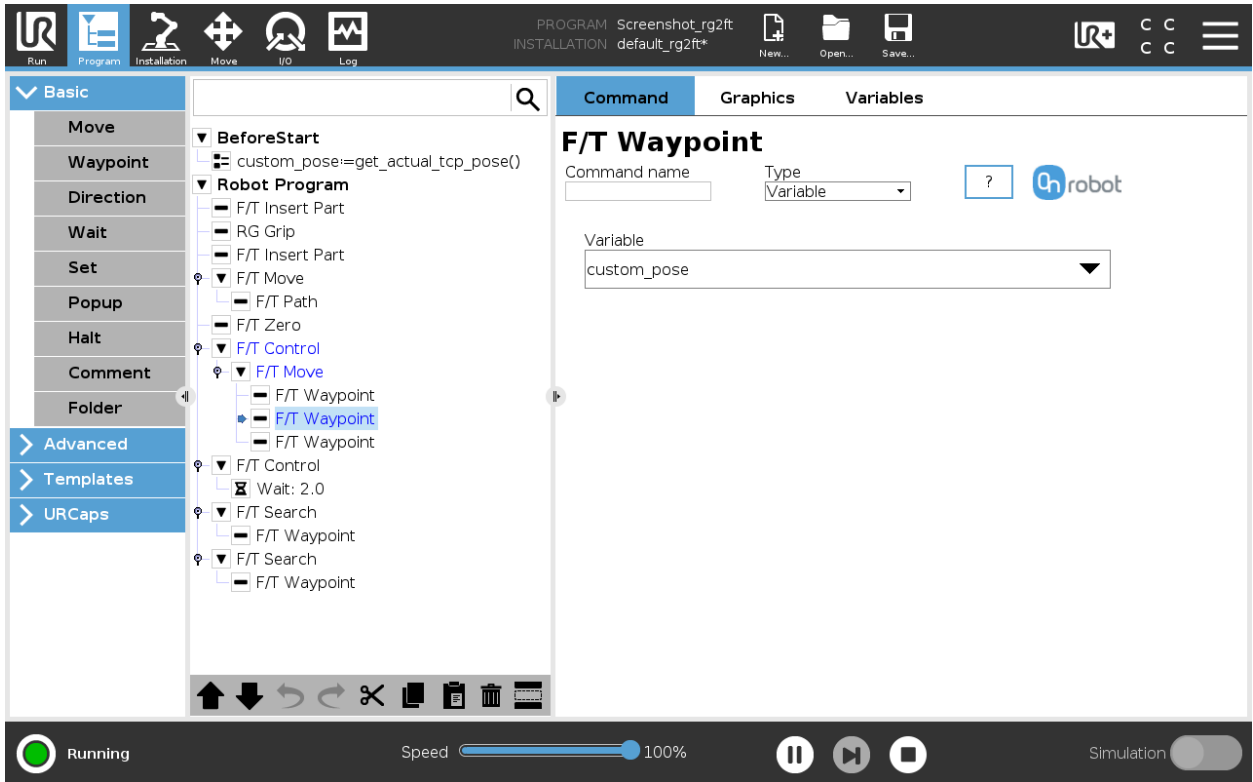 PROGRAM Screenshot_rg2ft
INSTALLATION default_rg2ft*
Run
Program
Installation
Move
I/O
Log
New...
Open...
Save...
UR+
C C
C C
Basic
Move
Waypoint
Direction
Wait
Set
Popup
Halt
Comment
Folder
Advanced
Templates
URCaps
BeforeStart
custom_pose:=get_actual_tcp_pose()
Robot Program
F/T Insert Part
RG Grip
F/T Insert Part
F/T Move
F/T Path
F/T Zero
F/T Control
F/T Move
F/T Waypoint
F/T Waypoint
F/T Waypoint
F/T Control
Wait: 2.0
F/T Search
F/T Waypoint
F/T Search
F/T Waypoint
Command Graphics Variables
F/T Waypoint
Command name Type
Variable
?
On robot
Variable
custom_pose
Running
Speed 100%
Simulation